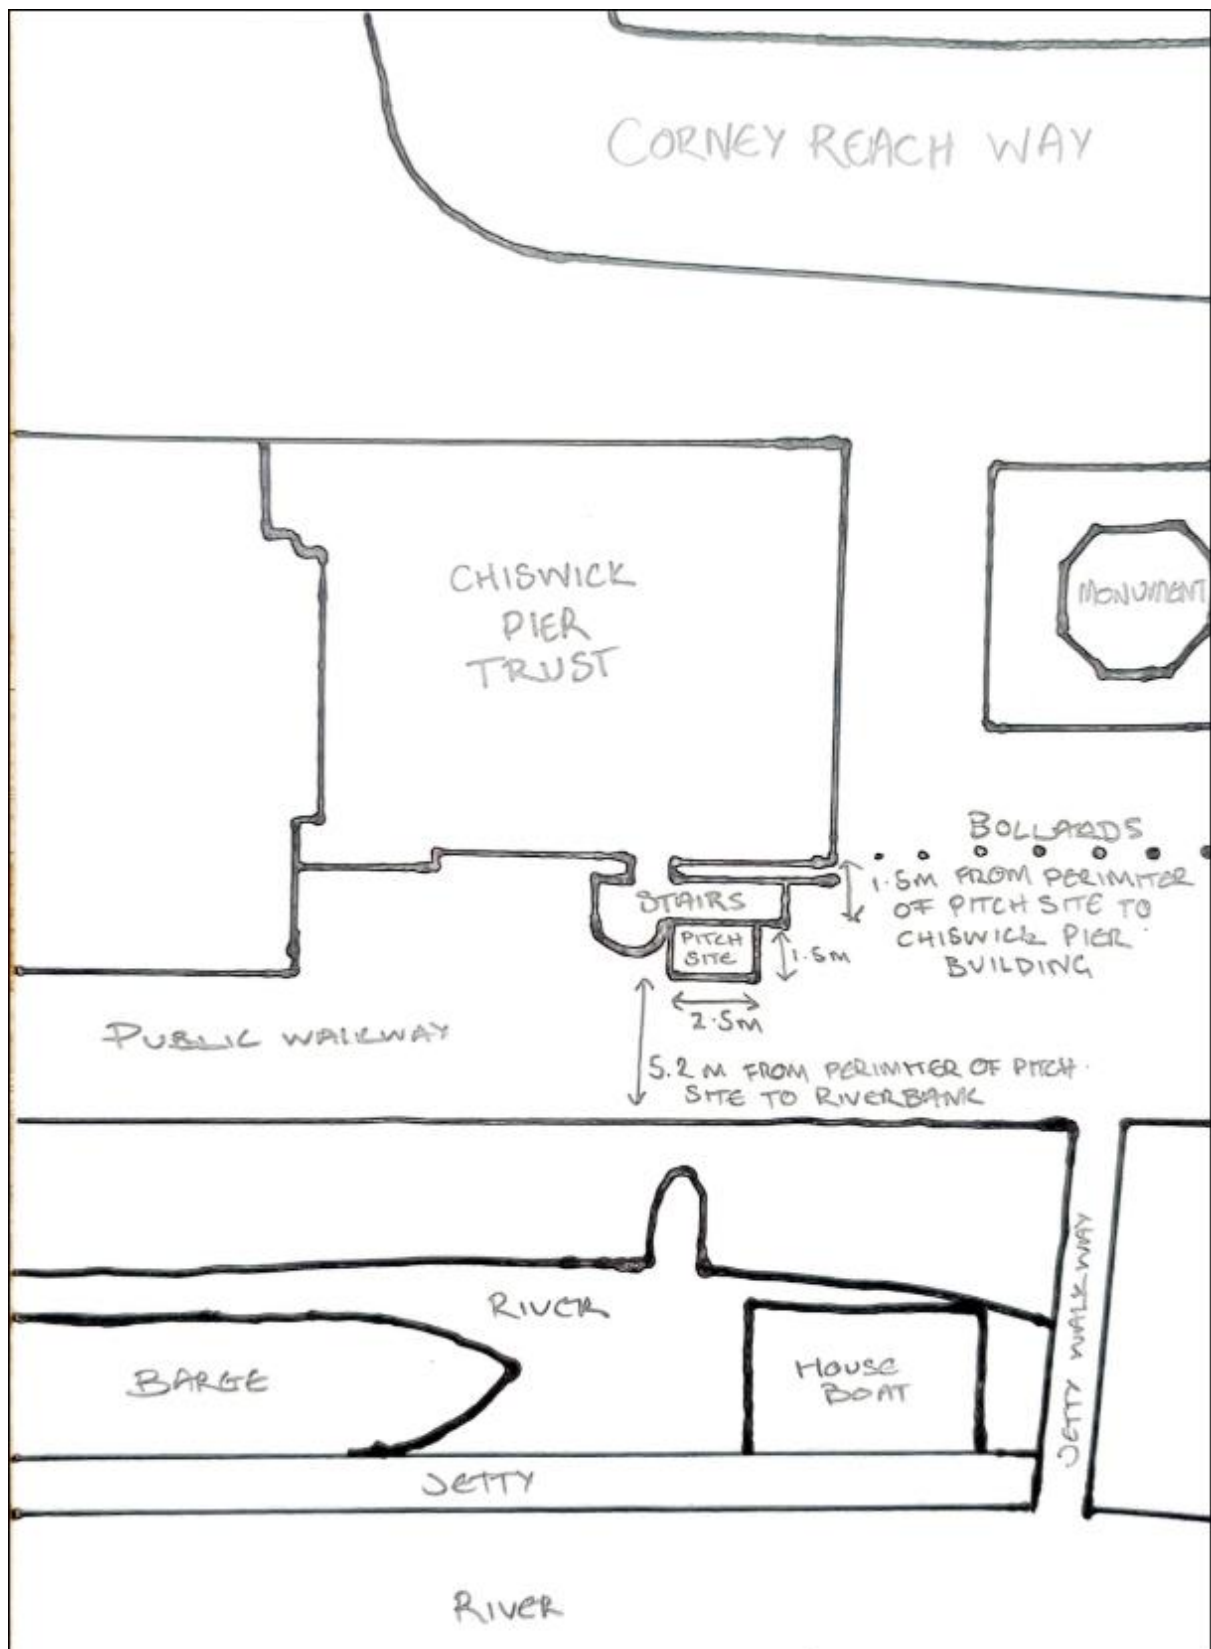 CORNEY REACH WAY
CHISWICK
PIER
TRUST
MONUMENT
BOLLARDS
1.5M FROM PERIMITER
OF PITCH SITE TO
CHISWICK PIER
BUILDING
STAIRS
PITCH
SITE
1.5M
2.5M
PUBLIC WALKWAY
5.2 M FROM PERIMITER OF PITCH
SITE TO RIVERBANK
RIVER
BARGE
HOUSE
BOAT
JETTY WALKWAY
JETTY
RIVER